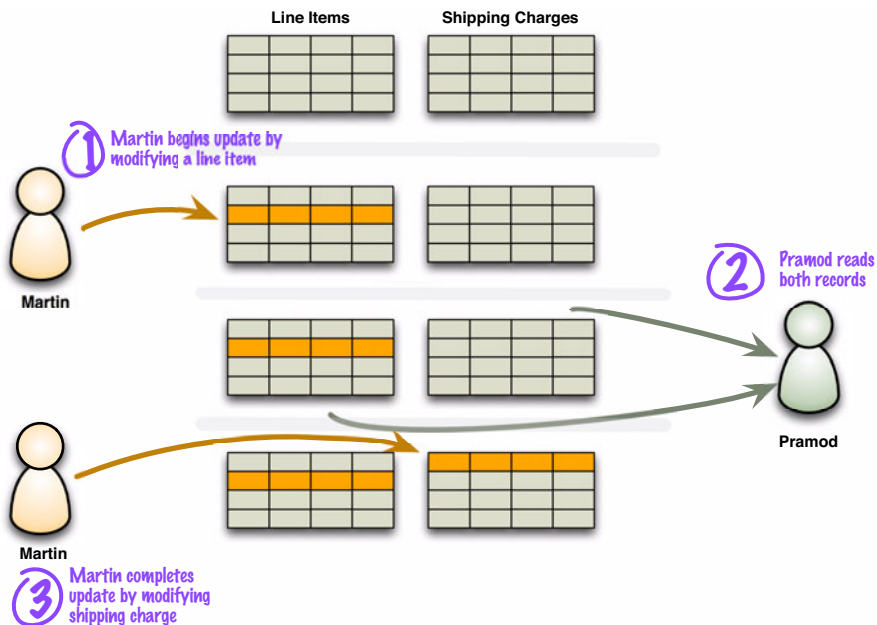 Line Items
Shipping Charges
1
Martin begins update by
modifying a line item
Martin
2
Pramod reads
both records
Pramod
Martin
3
Martin completes
update by modifying
shipping charge